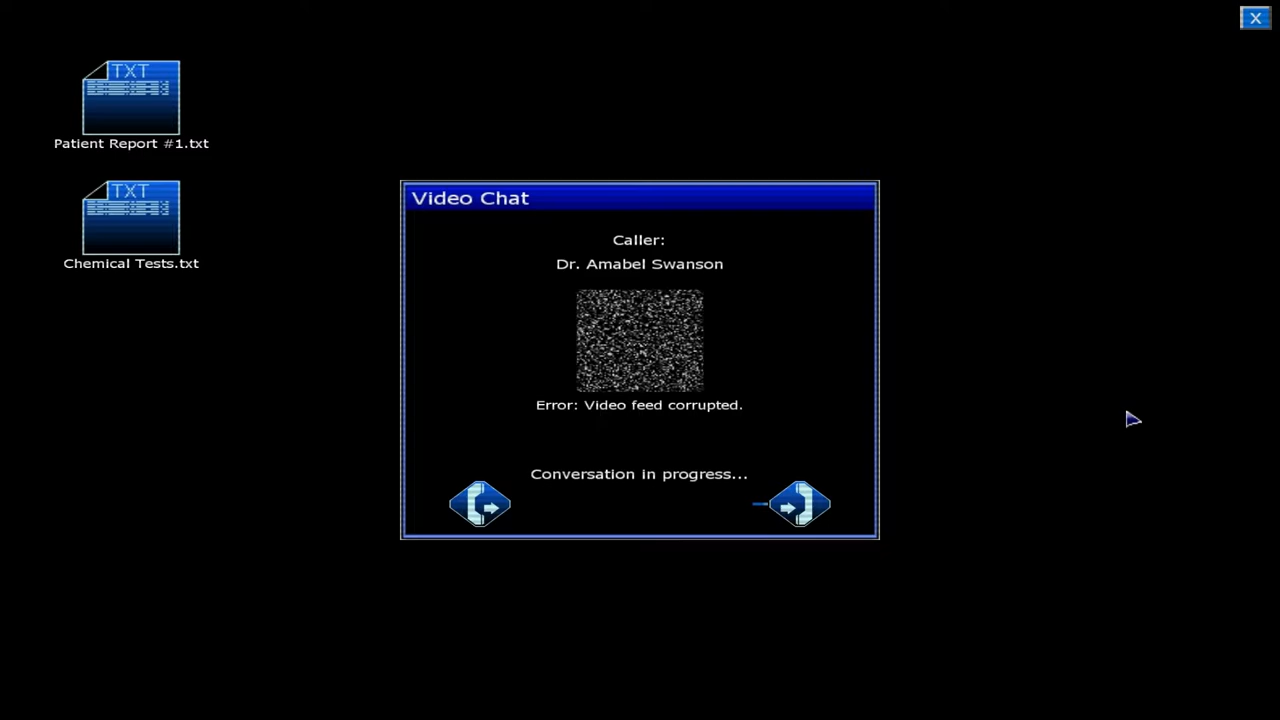 X
TXT
Patient Report #1.txt
TXT
Chemical Tests.txt
Video Chat
Caller:
Dr. Amabel Swanson
Error: Video feed corrupted.
Conversation in progress...